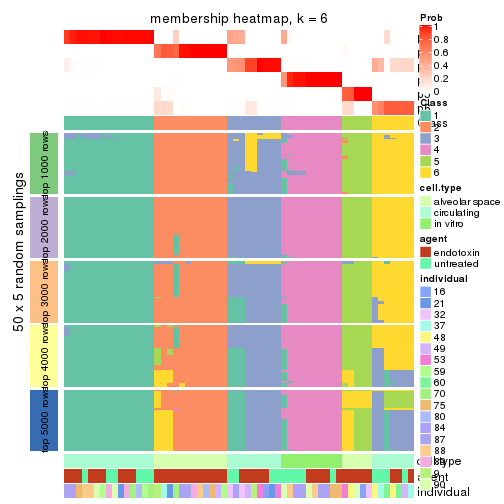 membership heatmap, k = 6
50 x 5 random samplings
top 1000 rows
top 2000 rows
top 3000 rows
top 4000 rows
top 5000 rows
Prob
1
0.8
0.6
0.4
0.2
0
Class
1
2
3
4
5
6
cell.type
alveolar space
circulating
in vitro
agent
endotoxin
untreated
individual
16
21
32
37
48
49
53
59
60
70
75
80
84
87
88
90
cell.type
agent
individual